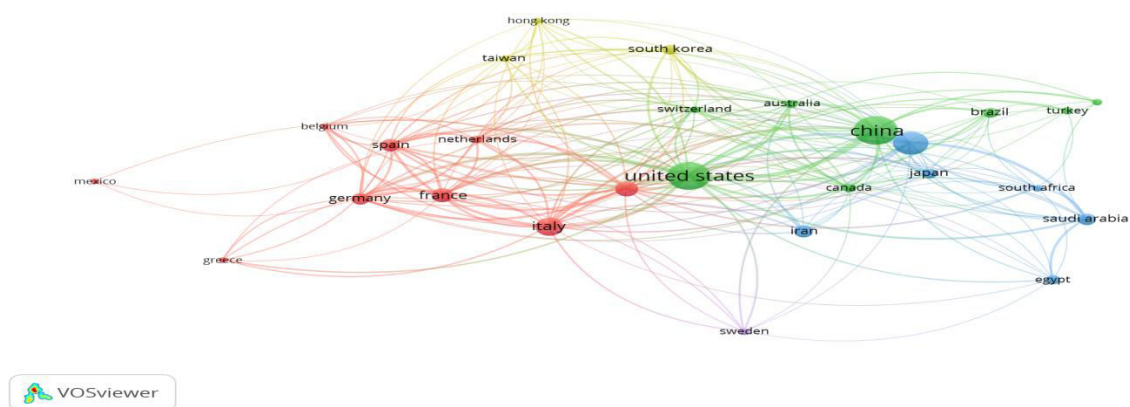 hong kong
south korea
taiwan
switzerland
australia
brazil
turkey
belgium
china
spain
netherlands
mexico
united states
japan
germany
france
canada
south africa
italy
iran
saudi arabia
greece
egypt
sweden
VOSviewer